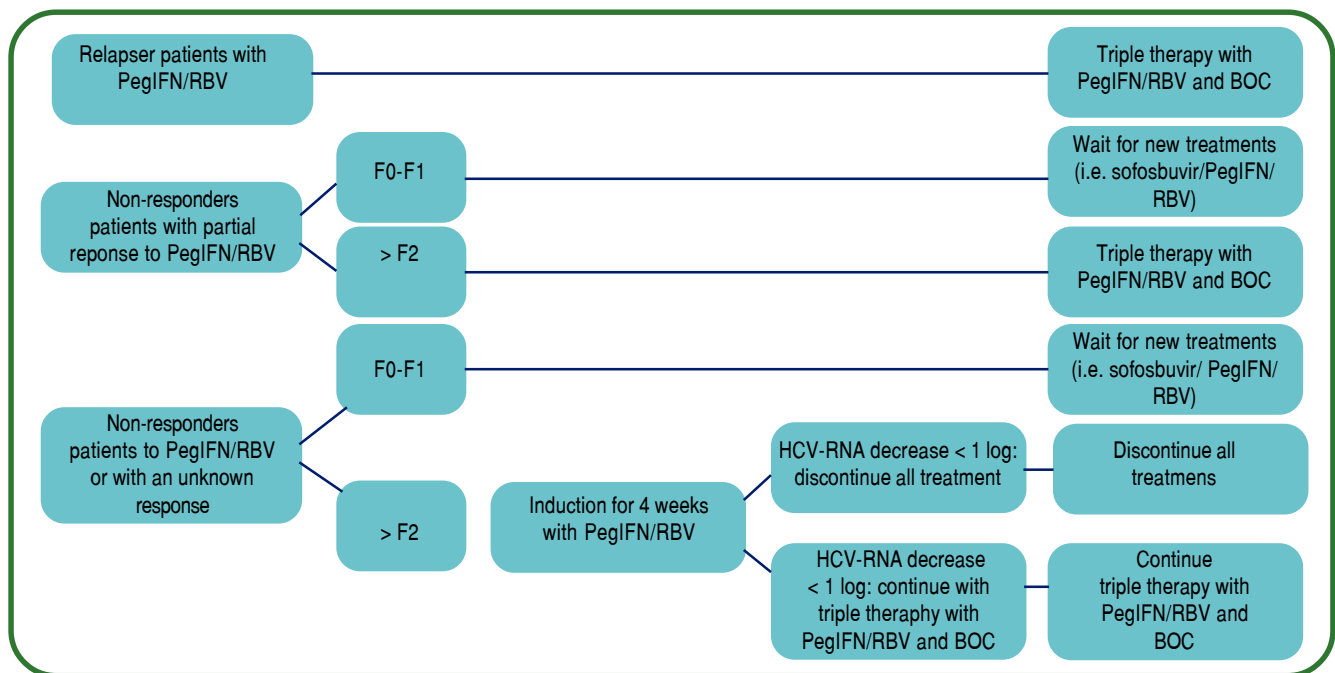 Relapser patients with
PegIFN/RBV
Triple therapy with
PegIFN/RBV and BOC
Non-responders
patients with partial
reponse to PegIFN/RBV
F0-F1
Wait for new treatments
(i.e. sofosbuvir/PegIFN/
RBV)
> F2
Triple therapy with
PegIFN/RBV and BOC
Non-responders
patients to PegIFN/RBV
or with an unknown
response
F0-F1
Wait for new treatments
(i.e. sofosbuvir/ PegIFN/
RBV)
> F2
Induction for 4 weeks
with PegIFN/RBV
HCV-RNA decrease < 1 log:
discontinue all treatment
Discontinue all
treatmens
HCV-RNA decrease
< 1 log: continue with
triple theraphy with
PegIFN/RBV and BOC
Continue
triple therapy with
PegIFN/RBV and
BOC